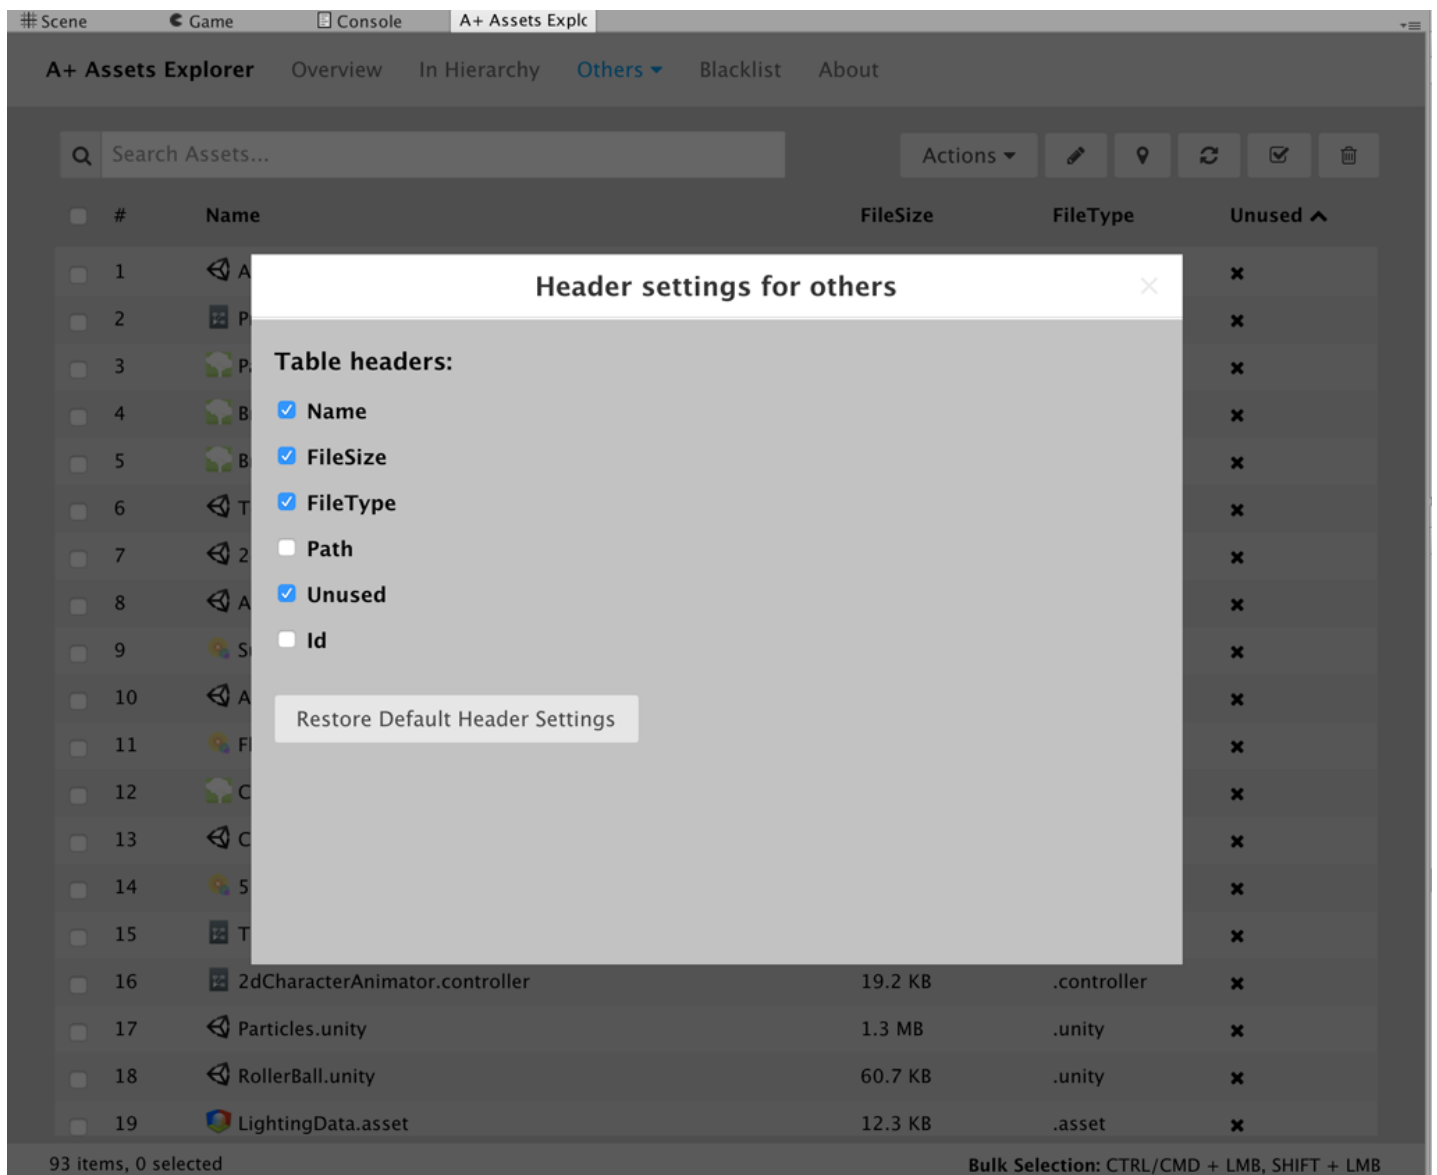 Scene Game Console A+ Assets Explc
A+ Assets Explorer Overview In Hierarchy Others Blacklist About
Search Assets... Actions
# Name FileSize FileType Unused
1 A
2 P
3 P
4 B
5 B
6 T
7 2
8 A
9 S
10 A
11 Fl
12 C
13 C
14 5
15 T
Header settings for others
Table headers:
Name
FileSize
FileType
Path
Unused
Id
Restore Default Header Settings
16 2dCharacterAnimator.controller 19.2 KB .controller
17 Particles.unity 1.3 MB .unity
18 RollerBall.unity 60.7 KB .unity
19 LightingData.asset 12.3 KB .asset
93 items, 0 selected Bulk Selection: CTRL/CMD + LMB, SHIFT + LMB